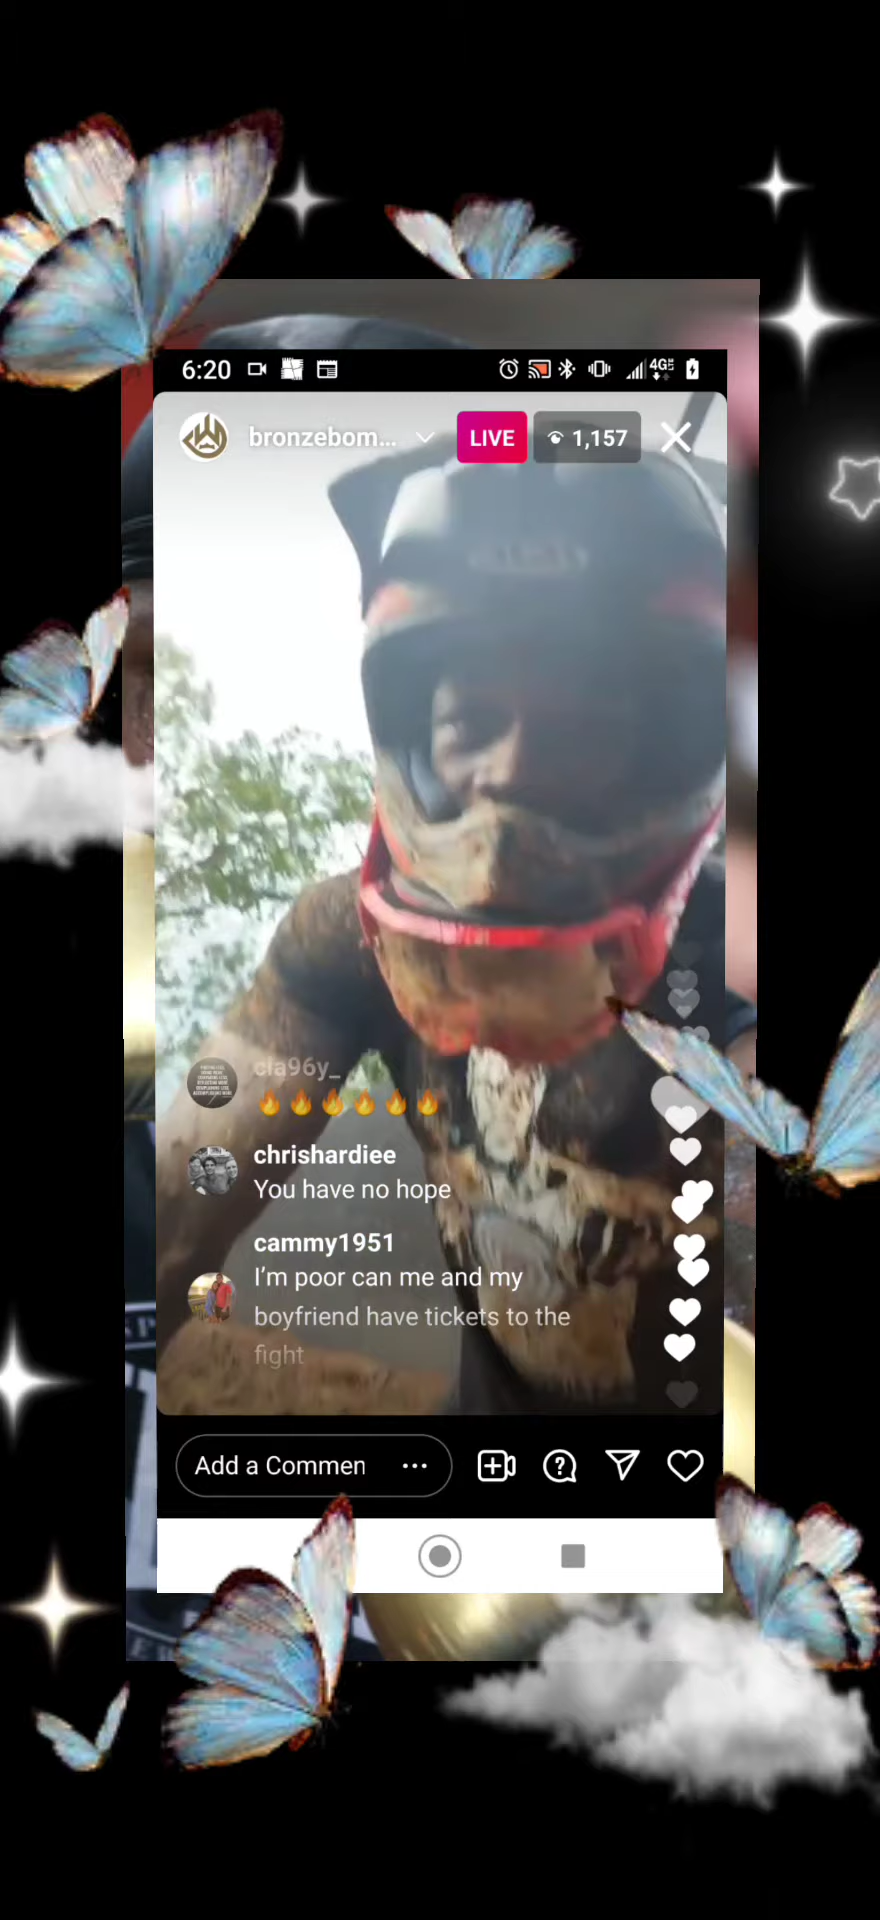 6:20
4G
bronzebom...
LIVE
1,157
cia96y_
🔥🔥🔥🔥🔥🔥
chrishardiee
You have no hope
cammy1951
I’m poor can me and my
boyfriend have tickets to the
fight
Add a Commen